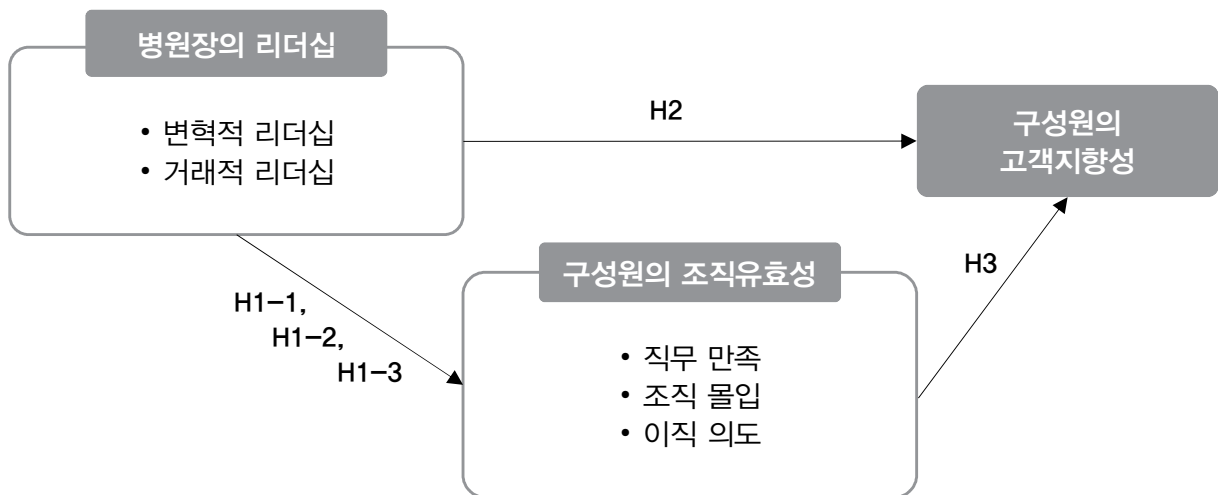 병원장의 리더십
• 변혁적 리더십
• 거래적 리더십
H2
구성원의
고객지향성
H1-1,
H1-2,
H1-3
구성원의 조직유효성
• 직무 만족
• 조직 몰입
• 이직 의도
H3